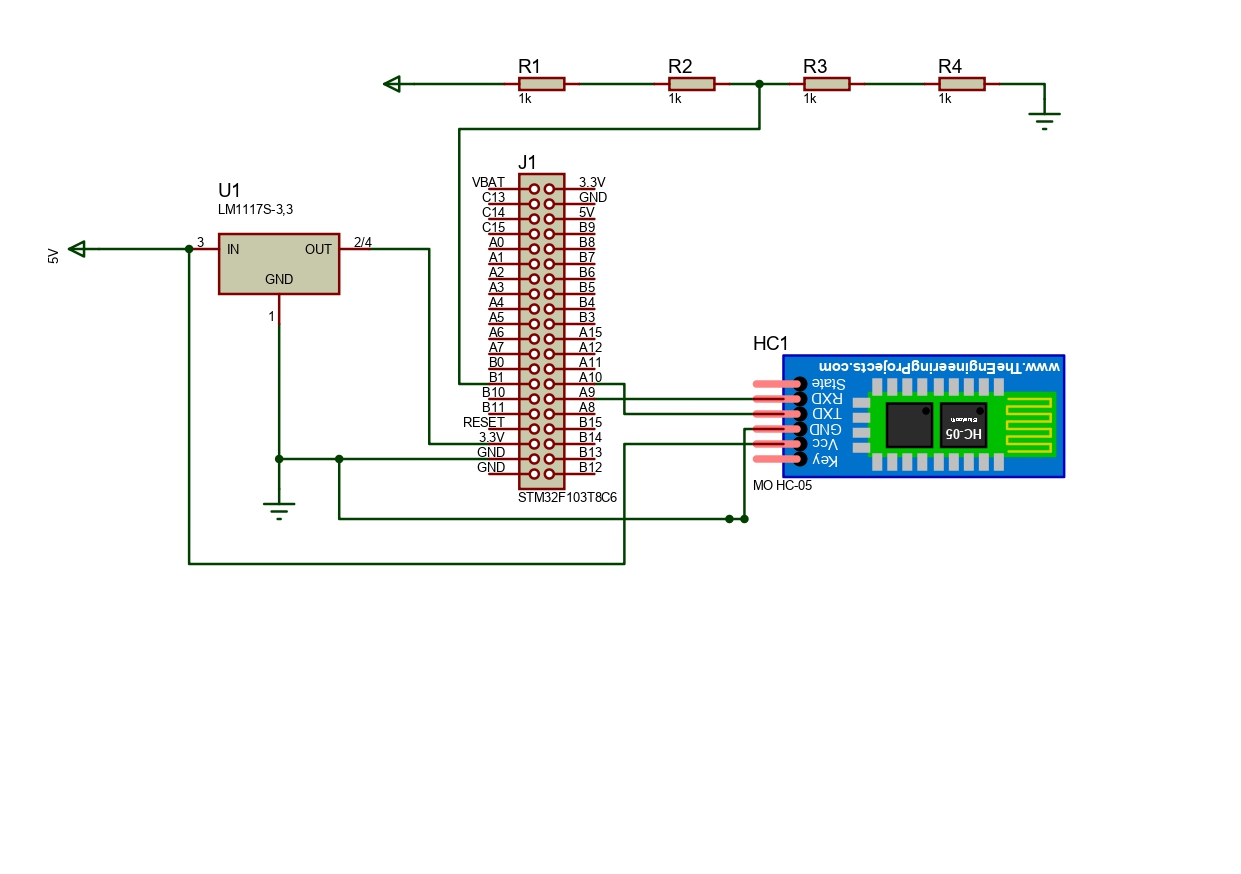 R1
1k
R2
1k
R3
1k
R4
1k
J1
VBAT 3.3V
C13 GND
C14 5V
C15 B9
A0 B8
A1 B7
A2 B6
A3 B5
A4 B4
A5 B3
A6 A15
A7 A12
B0 A11
B1 A10
B10 A9
B11 A8
RESET B15
3.3V B14
GND B13
GND B12
STM32F103T8C6
U1
LM1117S-3,3
5V
3
IN
OUT
2/4
GND
1
HC1
www.TheEngineeringProjects.com
State
RXD
TXD
GND
Vcc
Key
HC-05
MO HC-05